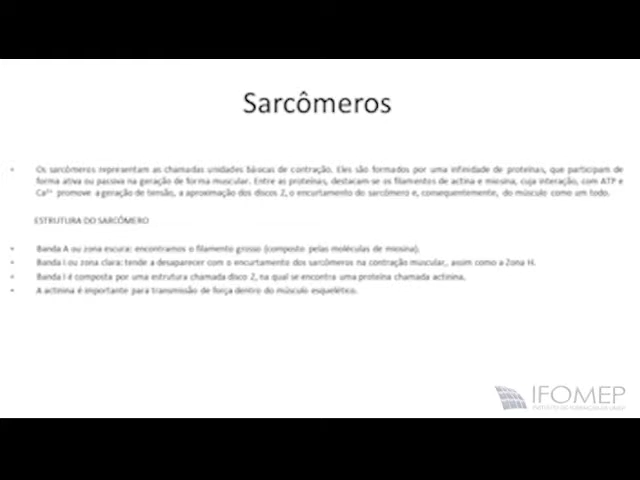 Sarcômeros
• Os sarcômeros representam as chamadas unidades básicas de contração. Eles são formados por uma infinidade de proteínas, que participam de
forma ativa ou passiva na geração de forma muscular. Entre as proteínas, destacam-se os filamentos de actina e miosina, cuja interação, com ATP e
Ca²⁺ promove a geração de tensão, a aproximação dos discos Z, o encurtamento do sarcômero e, consequentemente, do músculo como um todo.
ESTRUTURA DO SARCÔMERO
• Banda A ou zona escura: encontramos o filamento grosso (composto pelas moléculas de miosina).
• Banda I ou zona clara: tende a desaparecer com o encurtamento dos sarcômeros na contração muscular, assim como a Zona H.
• Banda I é composta por uma estrutura chamada disco Z, na qual se encontra uma proteína chamada actinina.
• A actinina é importante para transmissão de força dentro do músculo esquelético.
IFOMEP